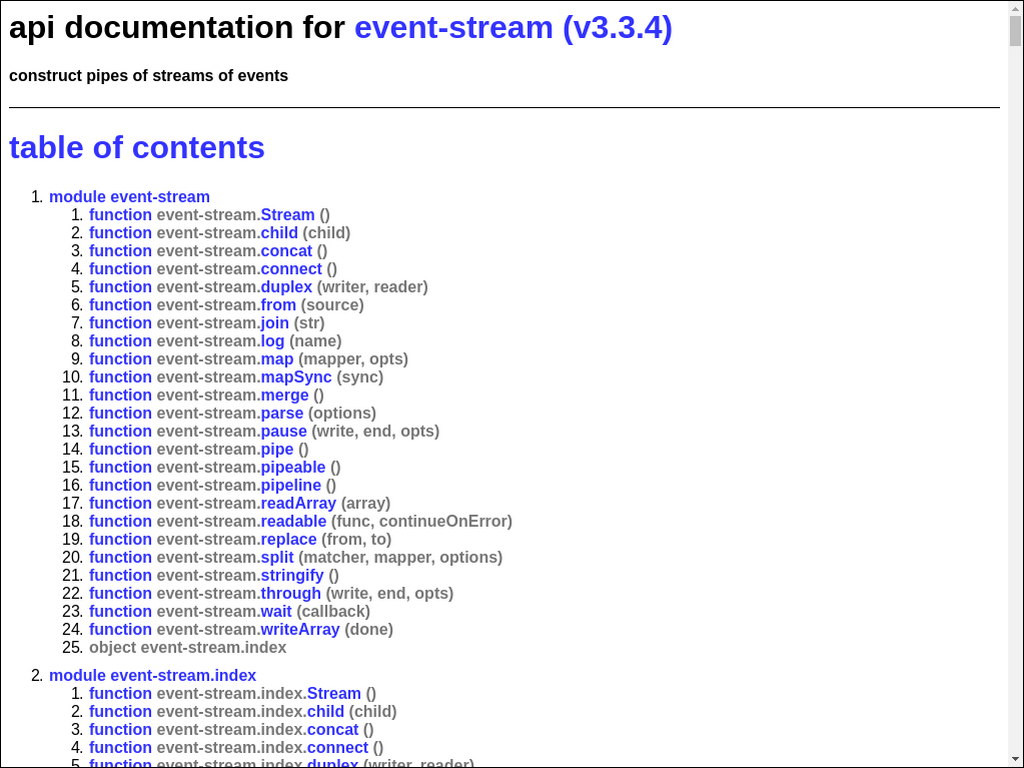 api documentation for event-stream (v3.3.4)
construct pipes of streams of events
table of contents
1. module event-stream
1. function event-stream.Stream ()
2. function event-stream.child (child)
3. function event-stream.concat ()
4. function event-stream.connect ()
5. function event-stream.duplex (writer, reader)
6. function event-stream.from (source)
7. function event-stream.join (str)
8. function event-stream.log (name)
9. function event-stream.map (mapper, opts)
10. function event-stream.mapSync (sync)
11. function event-stream.merge ()
12. function event-stream.parse (options)
13. function event-stream.pause (write, end, opts)
14. function event-stream.pipe ()
15. function event-stream.pipeable ()
16. function event-stream.pipeline ()
17. function event-stream.readArray (array)
18. function event-stream.readable (func, continueOnError)
19. function event-stream.replace (from, to)
20. function event-stream.split (matcher, mapper, options)
21. function event-stream.stringify ()
22. function event-stream.through (write, end, opts)
23. function event-stream.wait (callback)
24. function event-stream.writeArray (done)
25. object event-stream.index
2. module event-stream.index
1. function event-stream.index.Stream ()
2. function event-stream.index.child (child)
3. function event-stream.index.concat ()
4. function event-stream.index.connect ()
5. function event-stream.index.duplex (writer, reader)